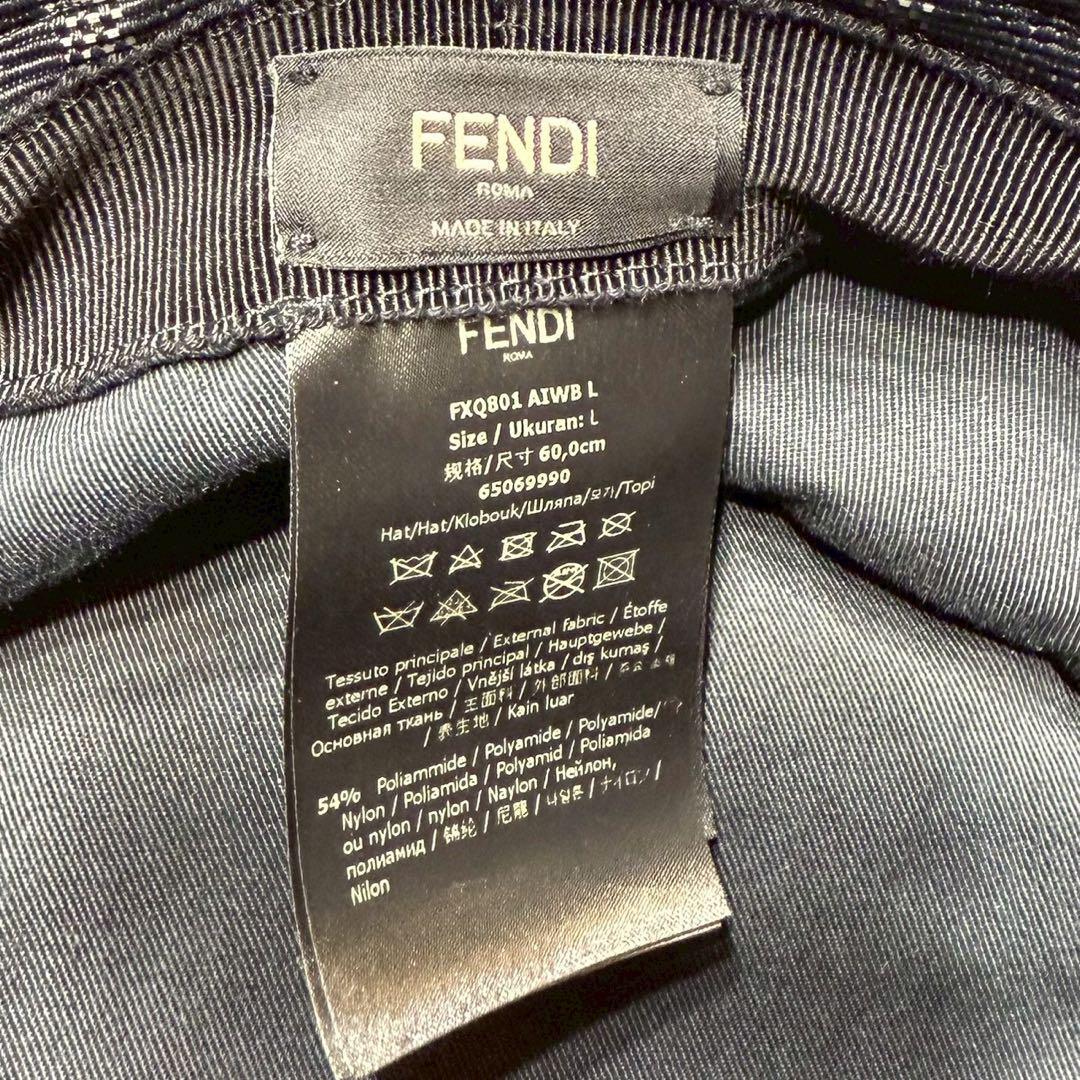 FENDI
ROMA
MADE IN ITALY
FENDI
ROMA
FXQ801 AIWB L
Size / Ukuran: L
规格/尺寸 60,0cm
65069990
Hat/Hat/Klobouk/Шляпа/모자/Topi
Tessuto principale / External fabric / Étoffe
externe / Tejido principal / Hauptgewebe /
Tecido Externo / Vnější látka / dış kumaş /
Основная ткань / 主面料 / 外部面料 /
/ 表生地 / Kain luar
54% Poliammide / Polyamide / Polyamide/
Nylon / Poliamida / Polyamid / Poliamida
ou nylon / nylon / Naylon / Нейлон,
полиамид / 锦纶 / 尼龍 / 나일론 / ナイロン /
Nilon